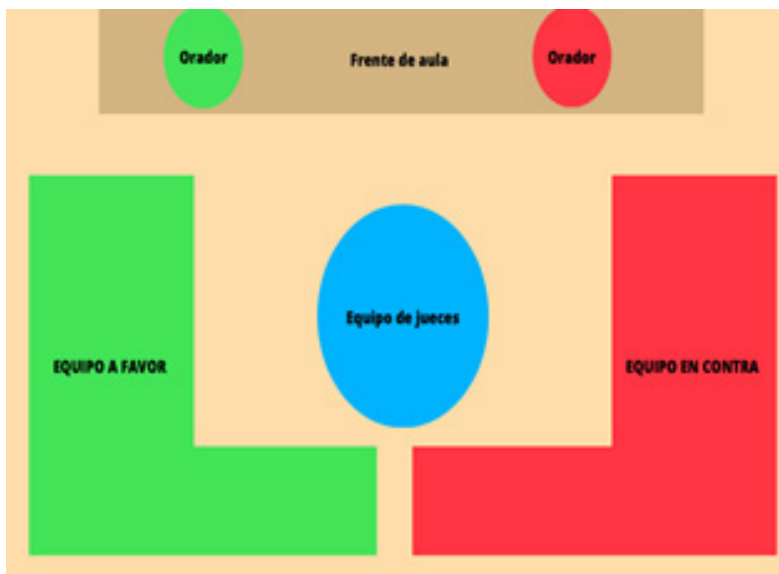 Orador
Frente de aula
Orador
Equipo de jueces
EQUIPO A FAVOR
EQUIPO EN CONTRA